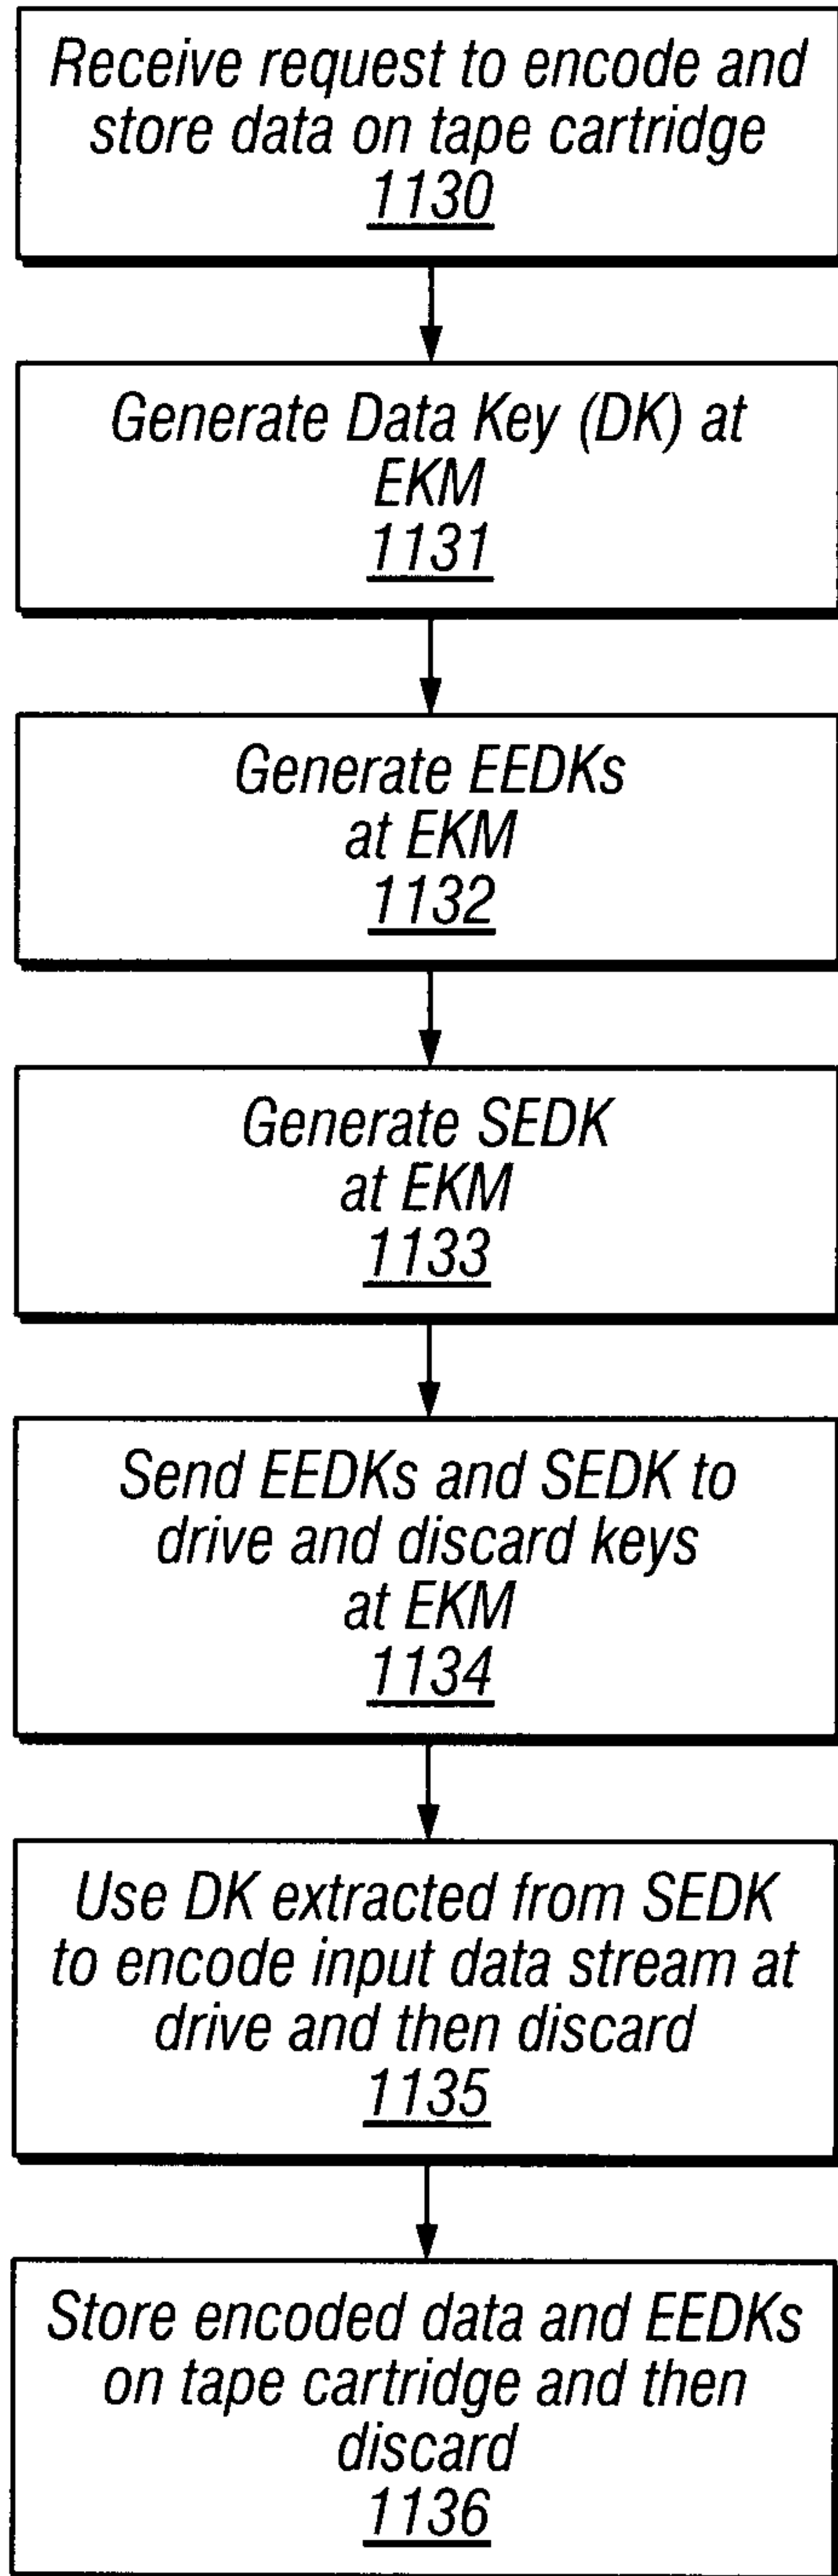 Receive request to encode and
store data on tape cartridge
1130
Generate Data Key (DK) at
EKM
1131
Generate EEDKs
at EKM
1132
Generate SEDK
at EKM
1133
Send EEDKs and SEDK to
drive and discard keys
at EKM
1134
Use DK extracted from SEDK
to encode input data stream at
drive and then discard
1135
Store encoded data and EEDKs
on tape cartridge and then
discard
1136